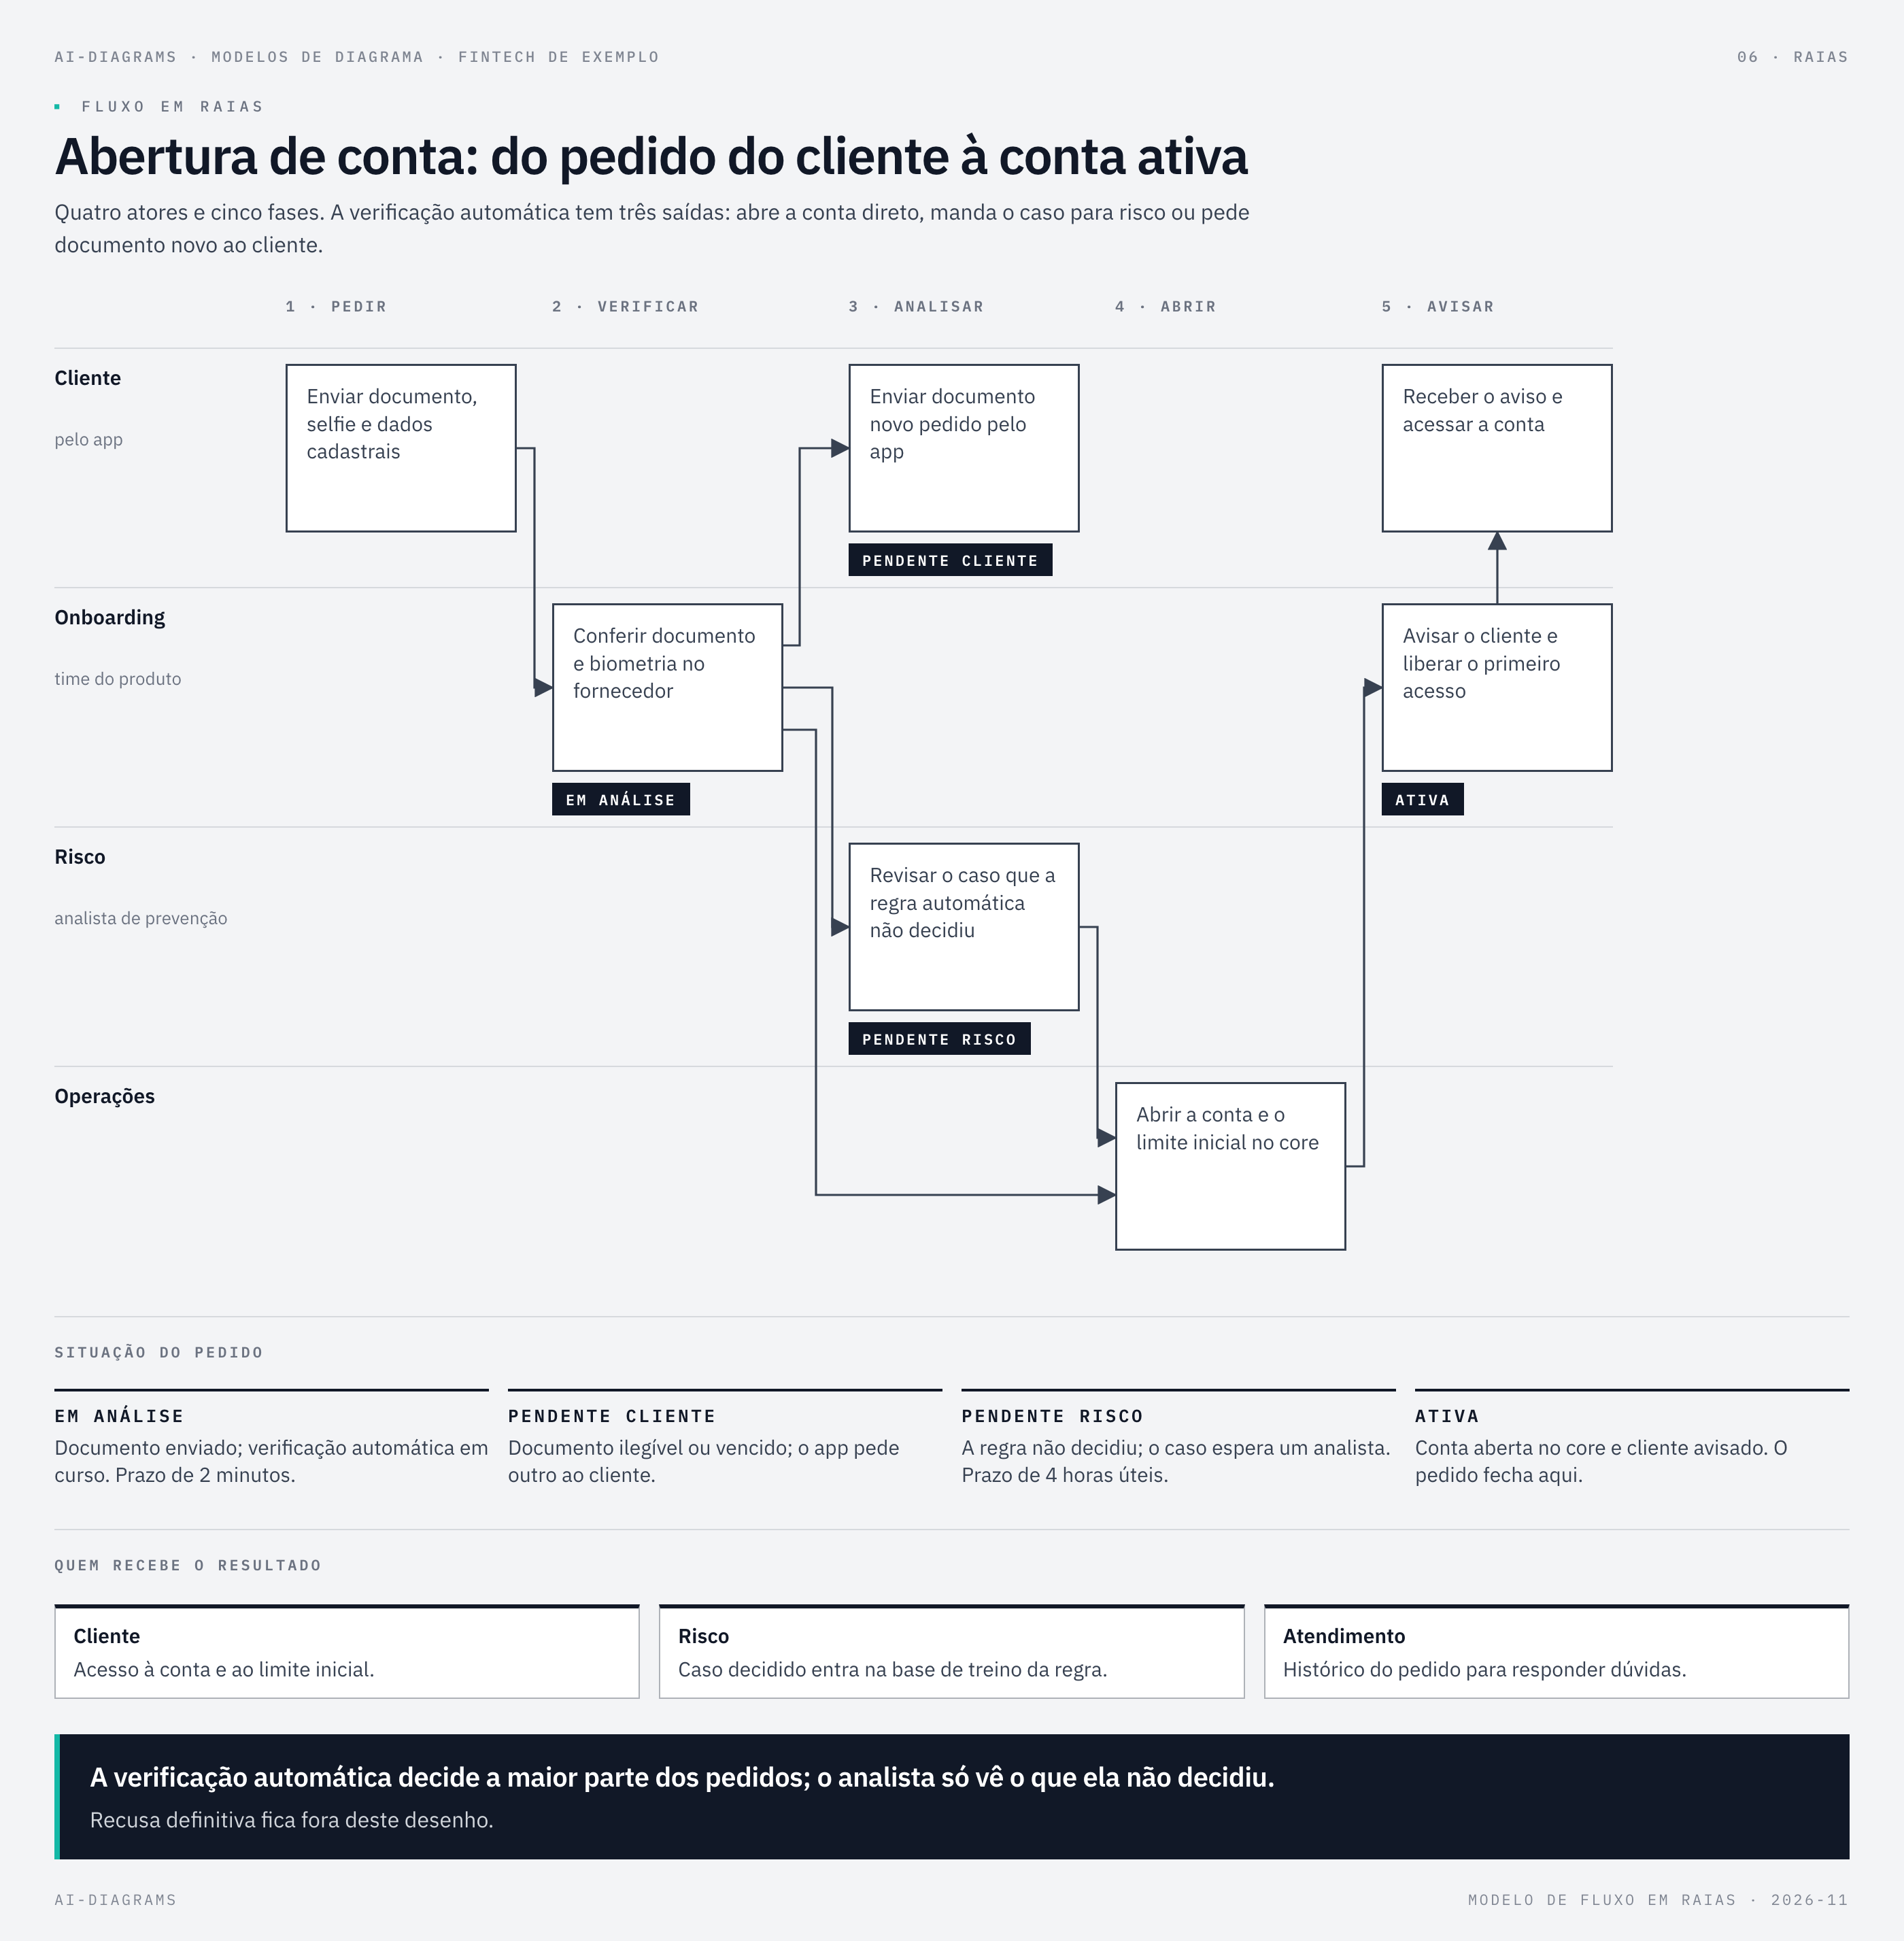 AI-DIAGRAMS · MODELOS DE DIAGRAMA · FINTECH DE EXEMPLO
06 · RAIAS
FLUXO EM RAIAS
Abertura de conta: do pedido do cliente à conta ativa
Quatro atores e cinco fases. A verificação automática tem três saídas: abre a conta direto, manda o caso para risco ou pede
documento novo ao cliente.
1 · PEDIR
2 · VERIFICAR
3 · ANALISAR
4 · ABRIR
5 · AVISAR
Cliente
pelo app
Enviar documento,
selfie e dados
cadastrais
Enviar documento
novo pedido pelo
app
PENDENTE CLIENTE
Receber o aviso e
acessar a conta
Onboarding
time do produto
Conferir documento
e biometria no
fornecedor
EM ANÁLISE
Avisar o cliente e
liberar o primeiro
acesso
ATIVA
Risco
analista de prevenção
Revisar o caso que a
regra automática
não decidiu
PENDENTE RISCO
Operações
Abrir a conta e o
limite inicial no core
SITUAÇÃO DO PEDIDO
EM ANÁLISE
Documento enviado; verificação automática em
curso. Prazo de 2 minutos.
PENDENTE CLIENTE
Documento ilegível ou vencido; o app pede
outro ao cliente.
PENDENTE RISCO
A regra não decidiu; o caso espera um analista.
Prazo de 4 horas úteis.
ATIVA
Conta aberta no core e cliente avisado. O
pedido fecha aqui.
QUEM RECEBE O RESULTADO
Cliente
Acesso à conta e ao limite inicial.
Risco
Caso decidido entra na base de treino da regra.
Atendimento
Histórico do pedido para responder dúvidas.
A verificação automática decide a maior parte dos pedidos; o analista só vê o que ela não decidiu.
Recusa definitiva fica fora deste desenho.
AI-DIAGRAMS
MODELO DE FLUXO EM RAIAS · 2026-11